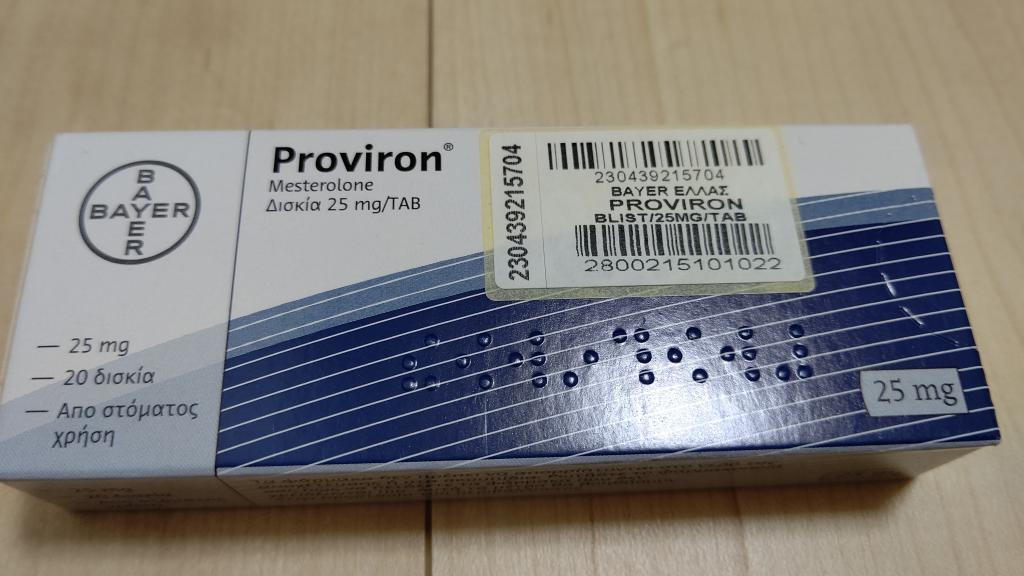 BAYER
BAYER
25 mg
20 δισκία
Απο στόματος
χρήση
Proviron®
Mesterolone
Δισκία 25 mg/TAB
230439215704
230439215704
BAYER ΕΛΛΑΣ
PROVIRON
BLIST/25MG/TAB
2800215101022
25 mg